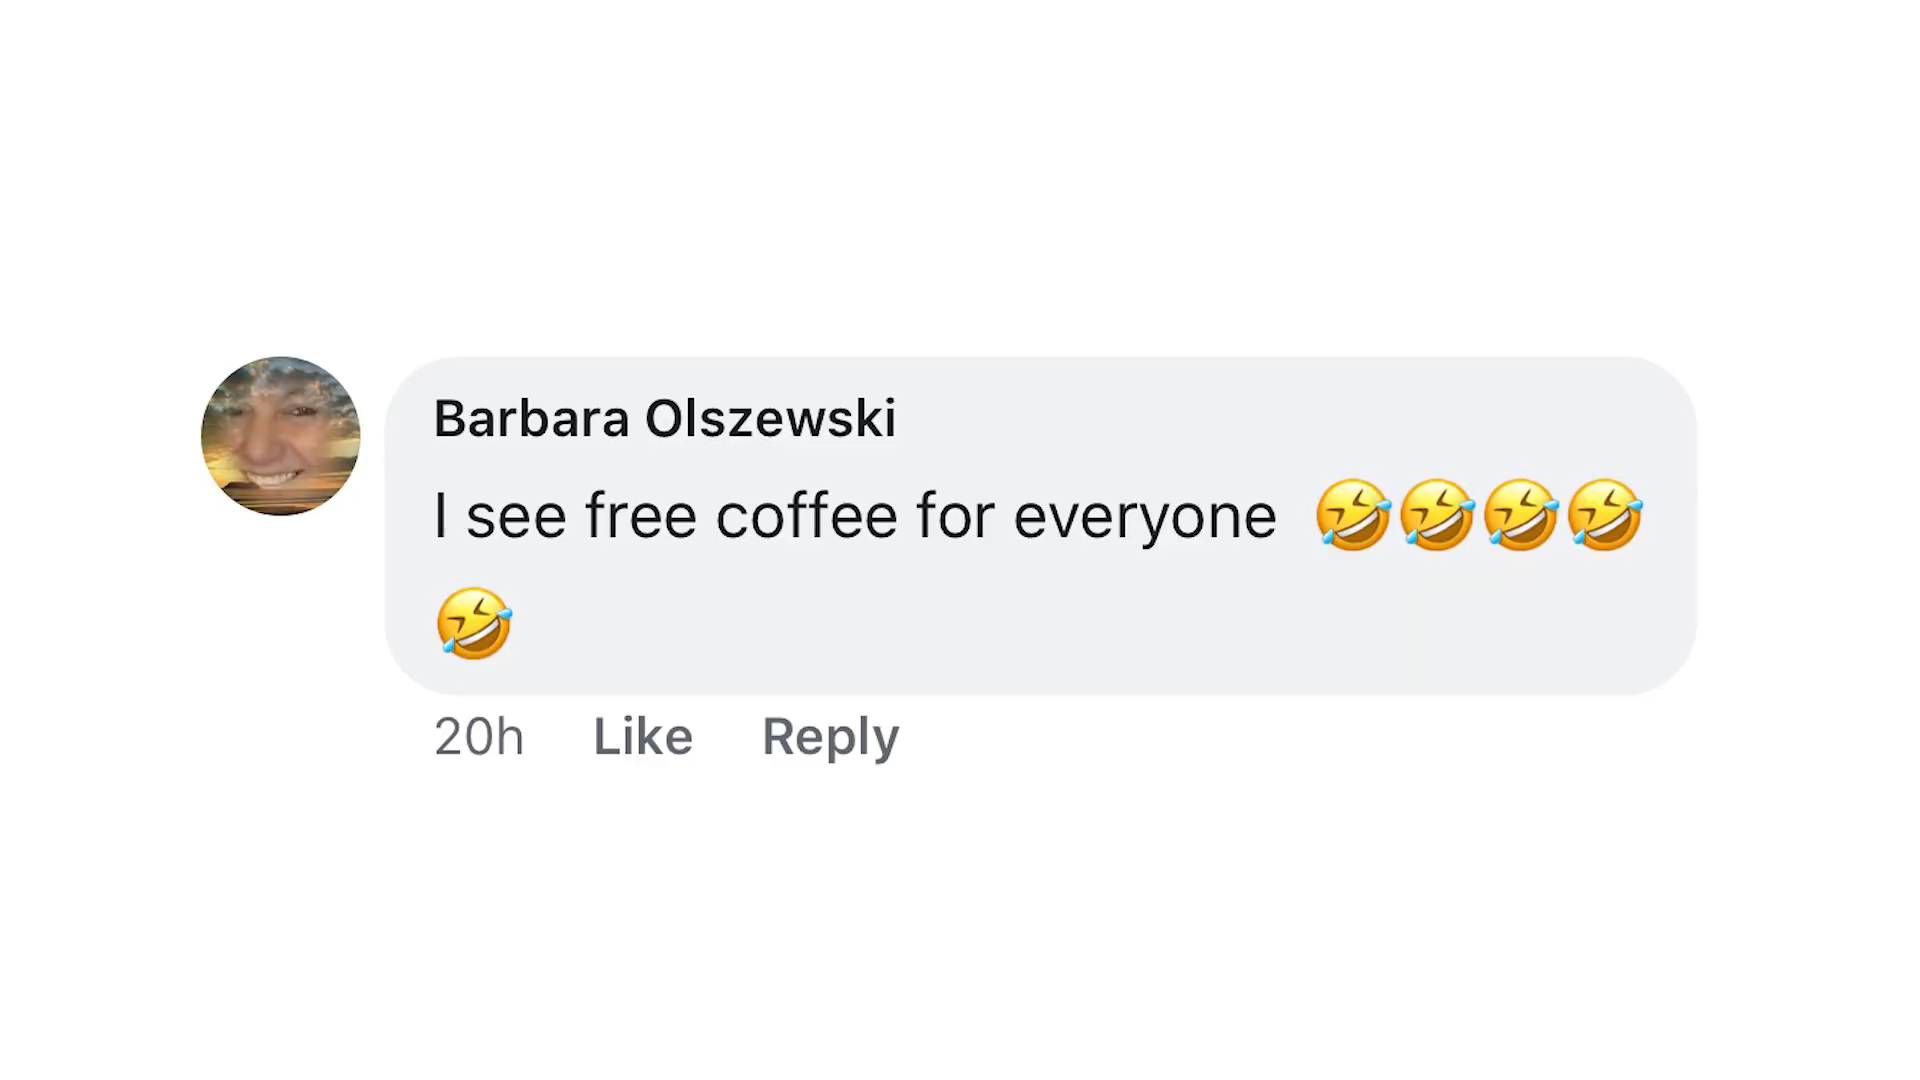 Barbara Olszewski
I see free coffee for everyone 🤣🤣🤣🤣
🤣
20h Like Reply